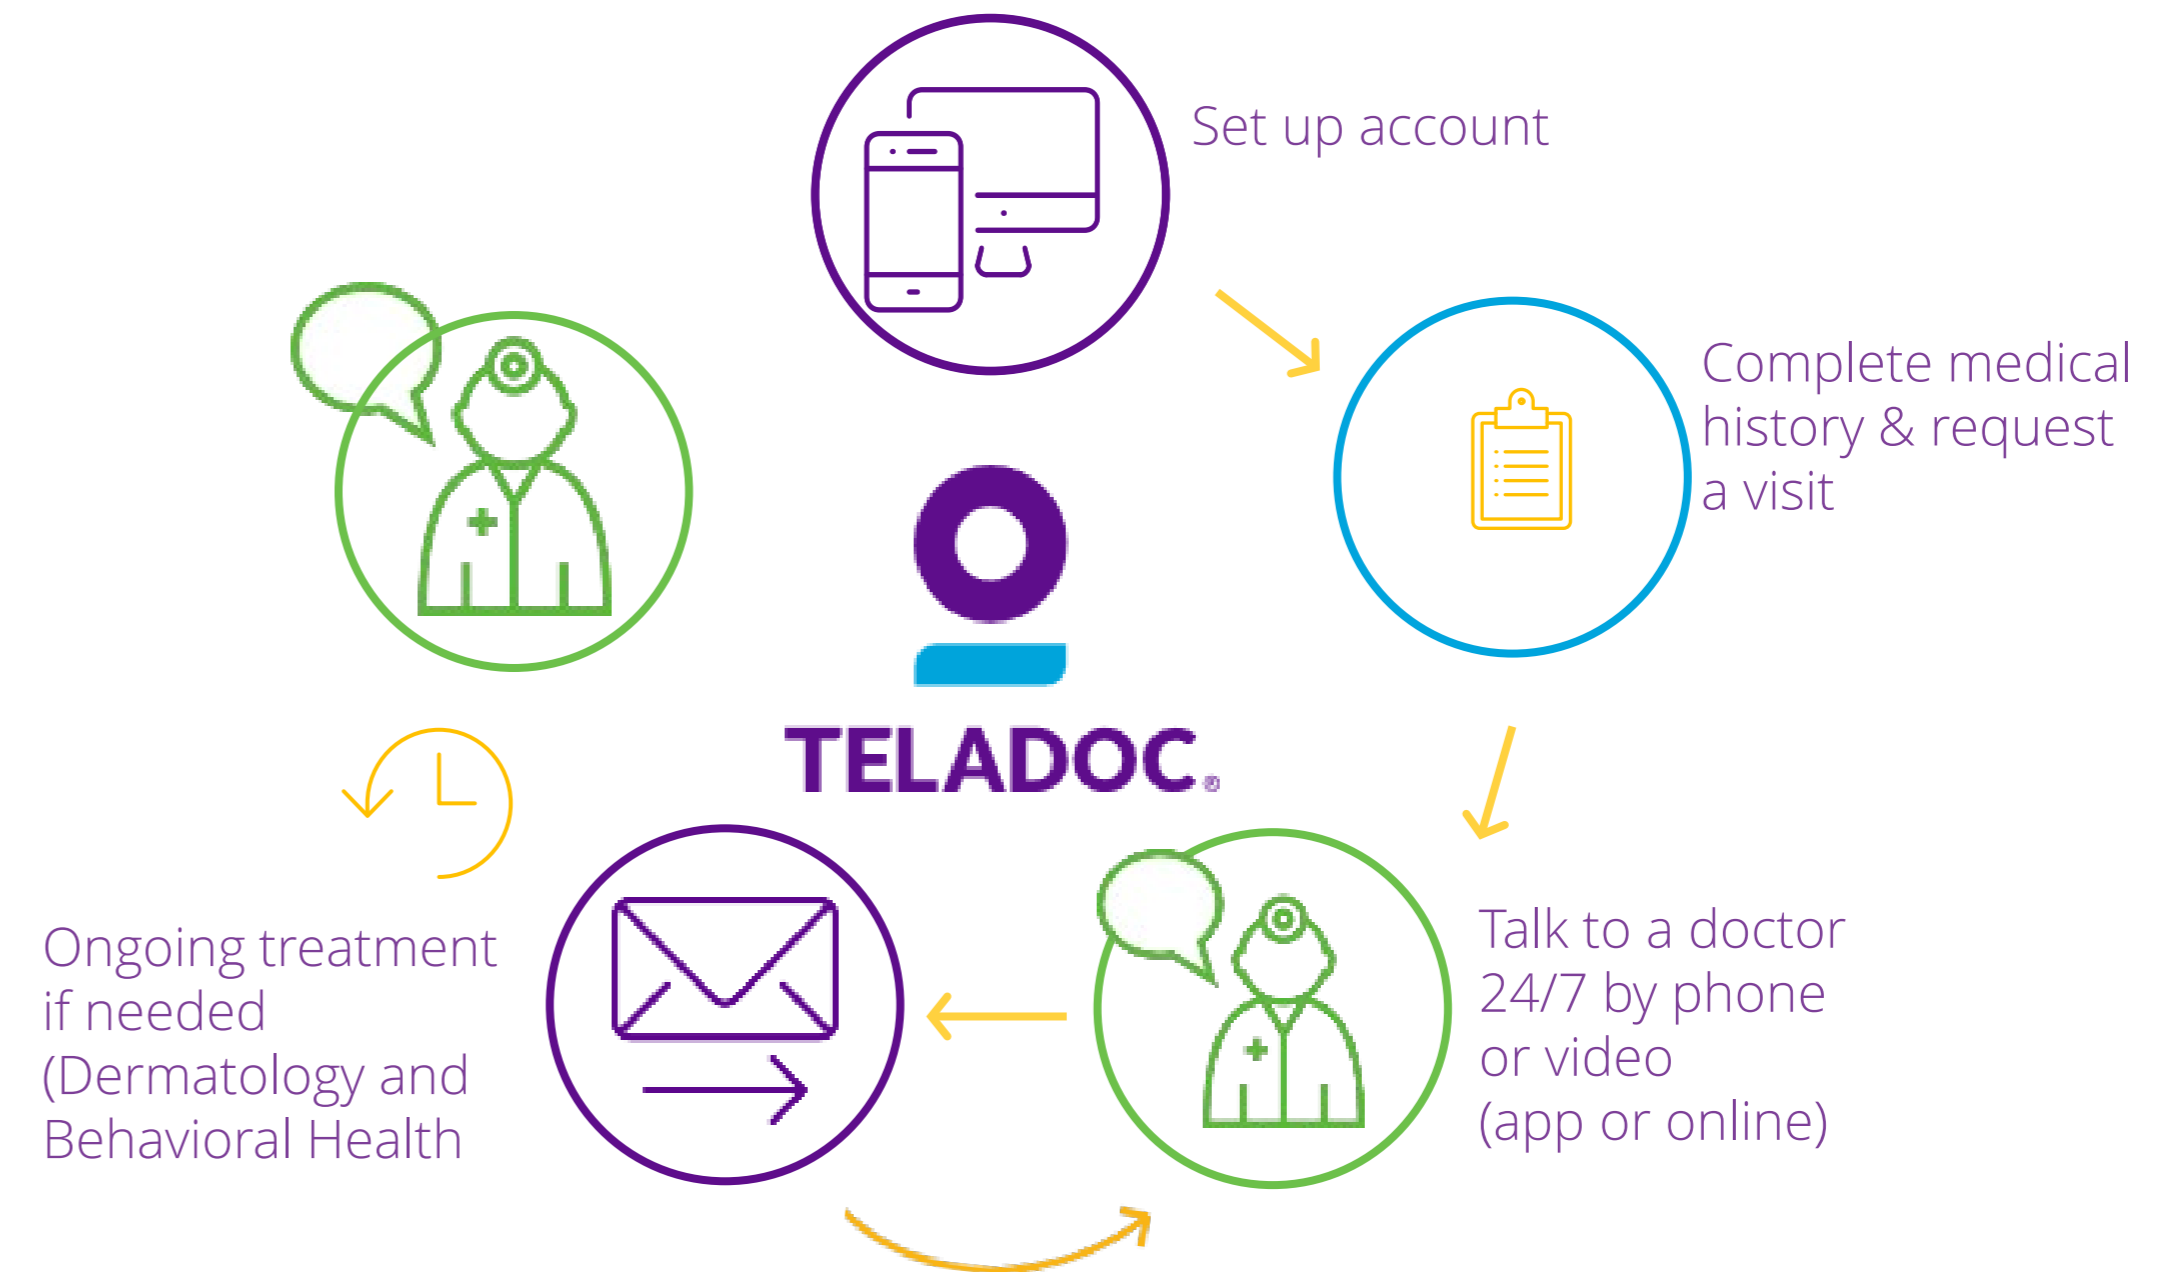 Set up account
Complete medical
history & request
a visit
TELADOC®
Talk to a doctor
24/7 by phone
or video
(app or online)
Ongoing treatment
if needed
(Dermatology and
Behavioral Health